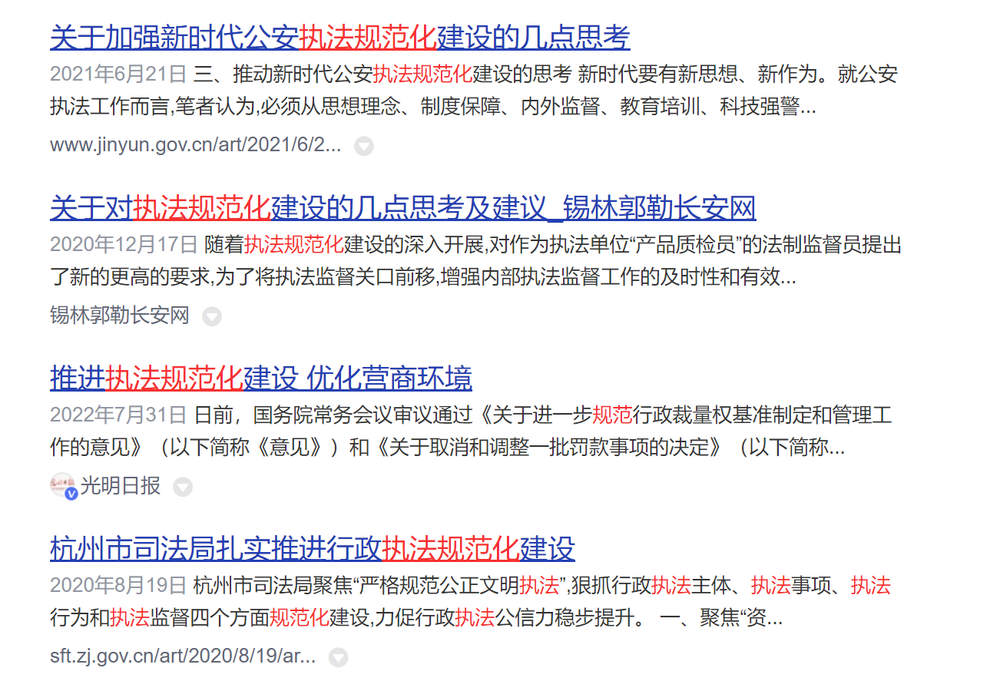 关于加强新时代公安执法规范化建设的几点思考
2021年6月21日 三、推动新时代公安执法规范化建设的思考 新时代要有新思想、新作为。就公安
执法工作而言,笔者认为,必须从思想理念、制度保障、内外监督、教育培训、科技强警...
www.jinyun.gov.cn/art/2021/6/2...
关于对执法规范化建设的几点思考及建议_锡林郭勒长安网
2020年12月17日 随着执法规范化建设的深入开展,对作为执法单位“产品质检员”的法制监督员提出
了新的更高的要求,为了将执法监督关口前移,增强内部执法监督工作的及时性和有效...
锡林郭勒长安网
推进执法规范化建设 优化营商环境
2022年7月31日 日前，国务院常务会议审议通过《关于进一步规范行政裁量权基准制定和管理工
作的意见》（以下简称《意见》）和《关于取消和调整一批罚款事项的决定》（以下简称...
光明日报
杭州市司法局扎实推进行政执法规范化建设
2020年8月19日 杭州市司法局聚焦“严格规范公正文明执法”,狠抓行政执法主体、执法事项、执法
行为和执法监督四个方面规范化建设,力促行政执法公信力稳步提升。 一、聚焦“资...
sft.zj.gov.cn/art/2020/8/19/ar...